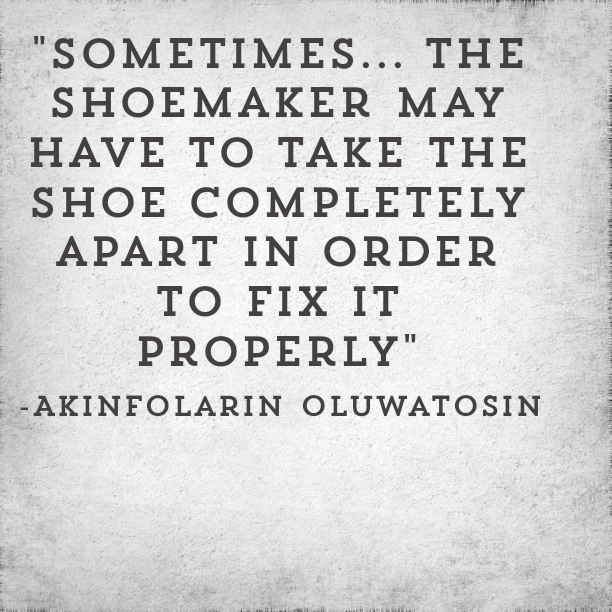 "SOMETIMES... THE
SHOEMAKER MAY
HAVE TO TAKE THE
SHOE COMPLETELY
APART IN ORDER
TO FIX IT
PROPERLY"
-AKINFOLARIN OLUWATOSIN